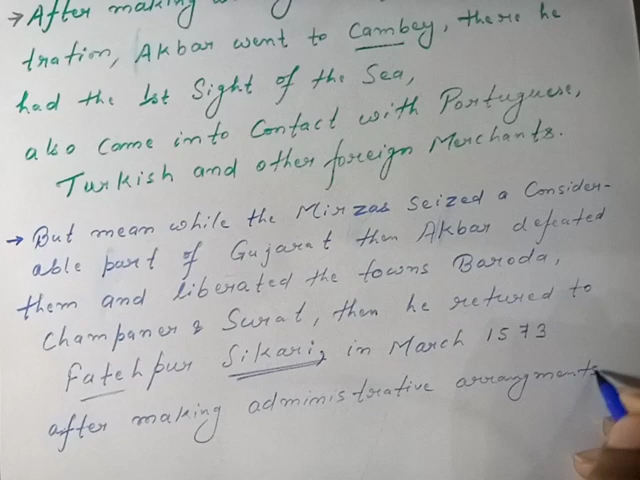 → After making
tration, Akbar went to Cambey, there he
had the 1st Sight of the Sea,
also Come into Contact with Portuguese,
Turkish and other foreign Merchants.
→ But mean while the Mirzas Seized a Consider-
able part of Gujarat then Akbar defeated
them and liberated the towns Baroda,
Champaner & Surat, then he retured to
Fatehpur Sikari, in March 1573
after making administrative arrangments